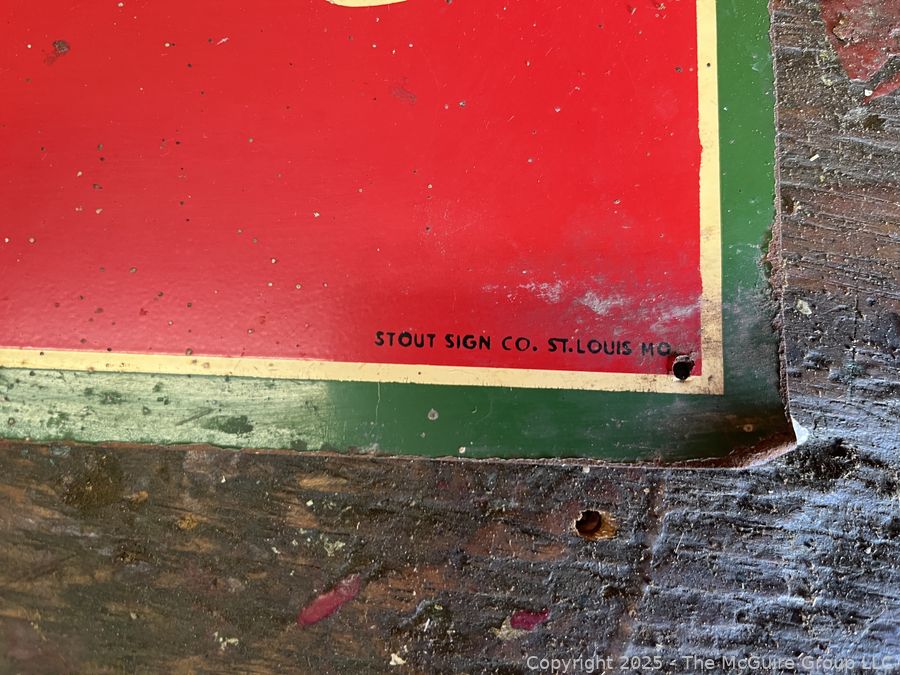 STOUT SIGN CO. ST.LOUIS MO
Copyright 2025 - The McGuire Group LLC